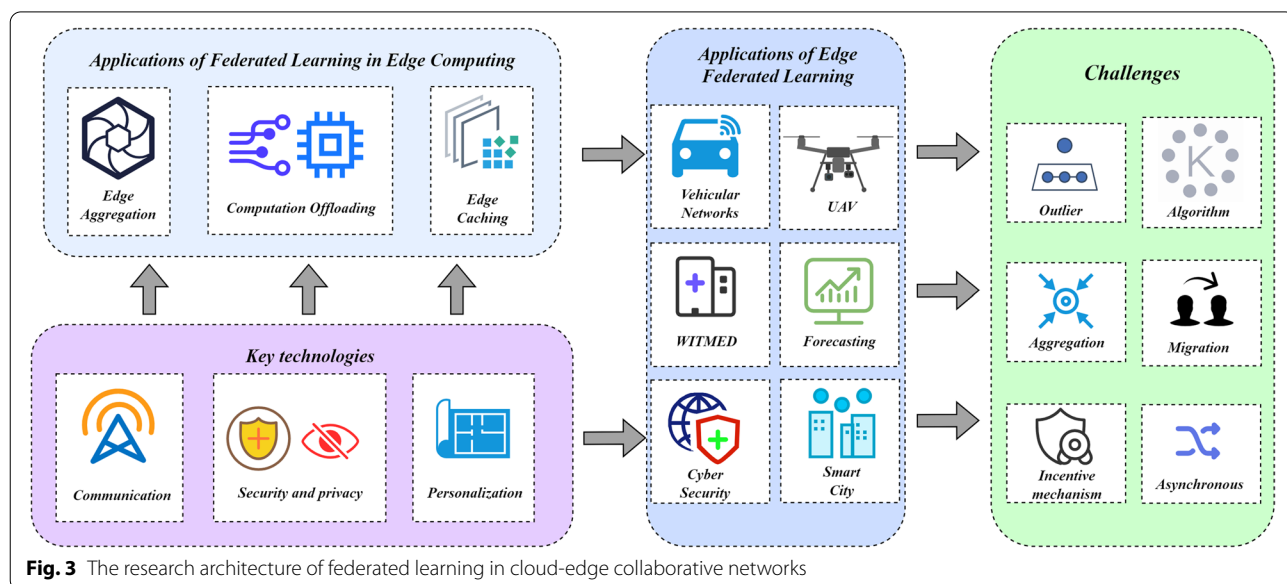 Applications of Federated Learning in Edge Computing
Edge
Aggregation
Computation Offloading
Edge
Caching
Key technologies
Communication
Security and privacy
Personalization
Applications of Edge
Federated Learning
Vehicular
Networks
UAV
WITMED
Forecasting
Cyber
Security
Smart
City
Challenges
Outlier
K
Algorithm
Aggregation
Migration
Incentive
mechanism
Asynchronous
Fig. 3 The research architecture of federated learning in cloud-edge collaborative networks